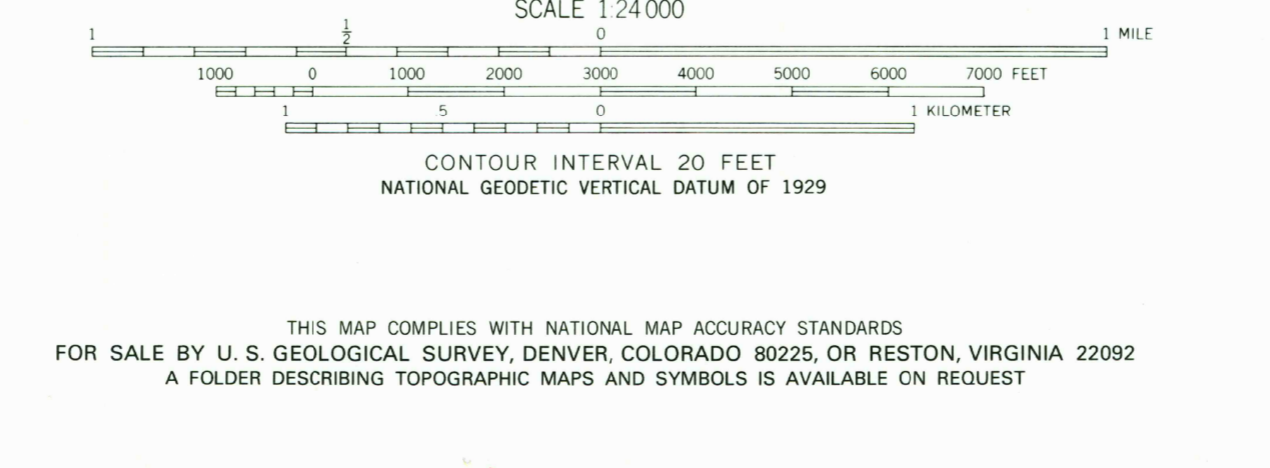 SCALE 1:24 000
1 1/2 0 1 MILE
1000 0 1000 2000 3000 4000 5000 6000 7000 FEET
1 .5 0 1 KILOMETER
CONTOUR INTERVAL 20 FEET
NATIONAL GEODETIC VERTICAL DATUM OF 1929
THIS MAP COMPLIES WITH NATIONAL MAP ACCURACY STANDARDS
FOR SALE BY U. S. GEOLOGICAL SURVEY, DENVER, COLORADO 80225, OR RESTON, VIRGINIA 22092
A FOLDER DESCRIBING TOPOGRAPHIC MAPS AND SYMBOLS IS AVAILABLE ON REQUEST